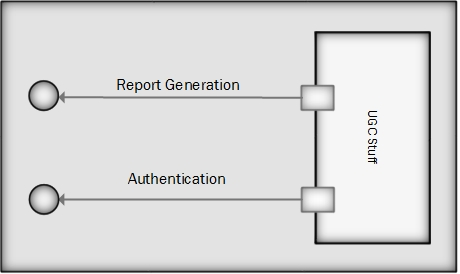 Report Generation
Authentication
UGC Stuff